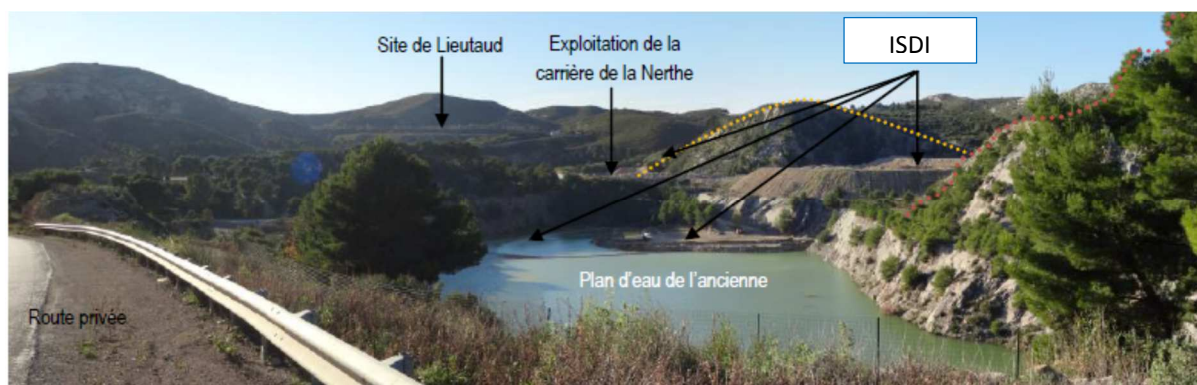 Site de Lieutaud
Exploitation de la
carrière de la Nerthe
ISDI
Plan d'eau de l'ancienne
Route privée